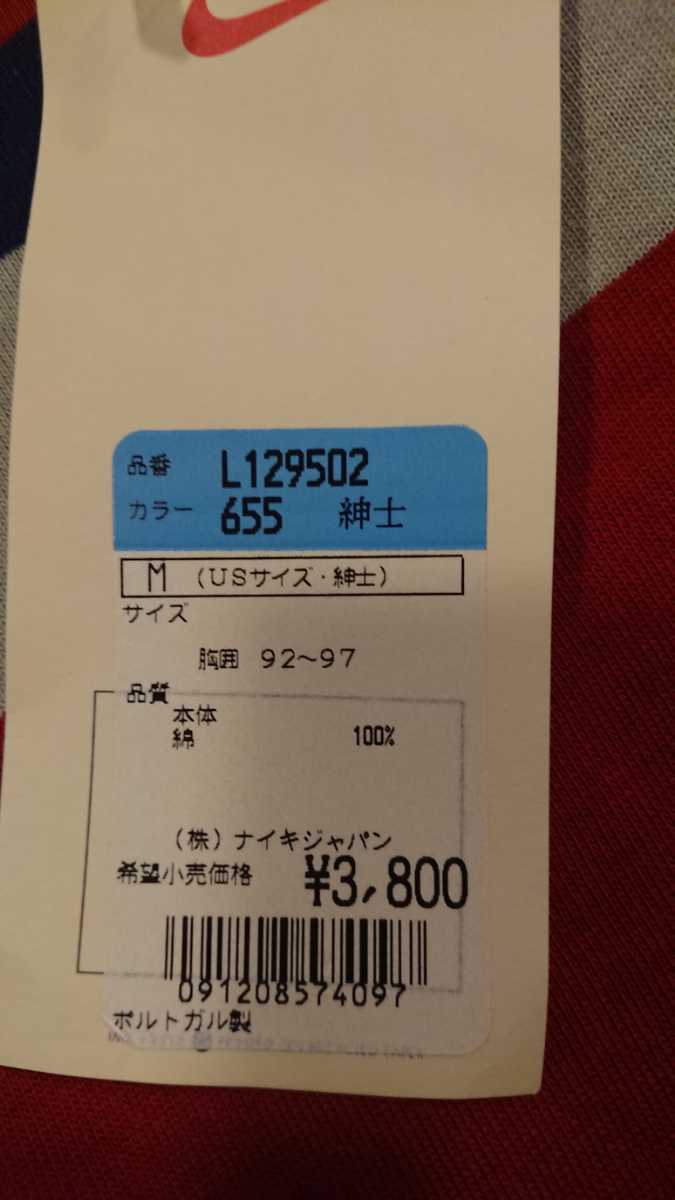 品番 L129502
カラー 655 紳士
M (USサイズ・紳士)
サイズ
胸囲 92~97
品質
本体
綿 100%
(株)ナイキジャパン
希望小売価格 ¥3,800
091208574097
ポルトガル製